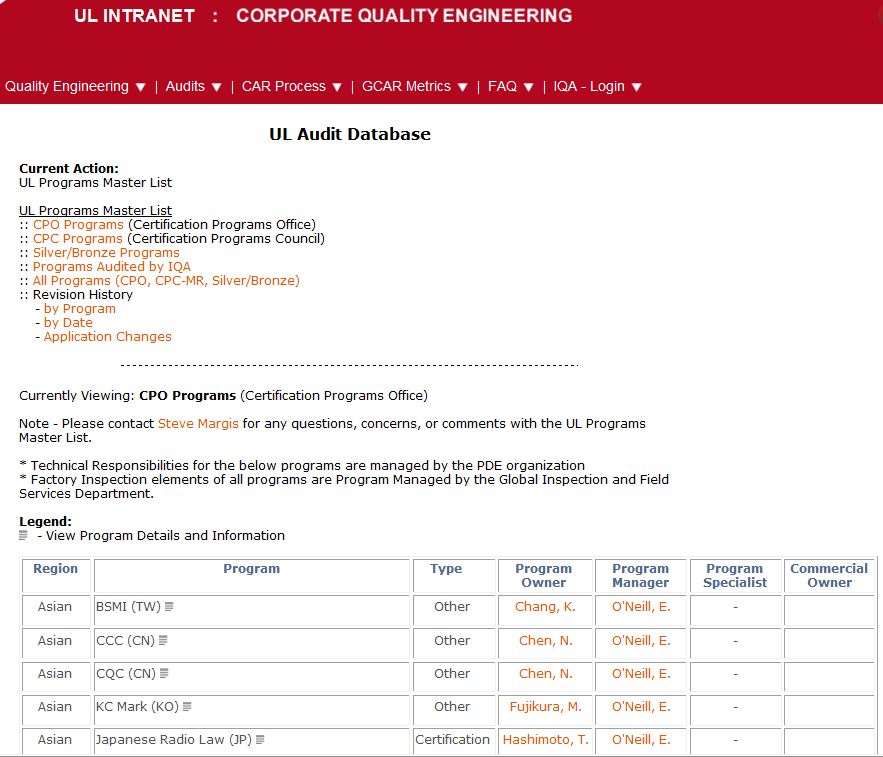 UL INTRANET : CORPORATE QUALITY ENGINEERING
Quality Engineering ▼ | Audits ▼ | CAR Process ▼ | GCAR Metrics ▼ | FAQ ▼ | IQA - Login ▼
UL Audit Database
Current Action:
UL Programs Master List
UL Programs Master List
:: CPO Programs (Certification Programs Office)
:: CPC Programs (Certification Programs Council)
:: Silver/Bronze Programs
:: Programs Audited by IQA
:: All Programs (CPO, CPC-MR, Silver/Bronze)
:: Revision History
- by Program
- by Date
- Application Changes
Currently Viewing: CPO Programs (Certification Programs Office)
Note - Please contact Steve Margis for any questions, concerns, or comments with the UL Programs
Master List.
* Technical Responsibilities for the below programs are managed by the PDE organization
* Factory Inspection elements of all programs are Program Managed by the Global Inspection and Field
Services Department.
Legend:
- View Program Details and Information
Region Program Type Program Owner Program Manager Program Specialist Commercial Owner
Asian BSMI (TW) Other Chang, K. O'Neill, E. -
Asian CCC (CN) Other Chen, N. O'Neill, E. -
Asian CQC (CN) Other Chen, N. O'Neill, E. -
Asian KC Mark (KO) Other Fujikura, M. O'Neill, E. -
Asian Japanese Radio Law (JP) Certification Hashimoto, T. O'Neill, E. -